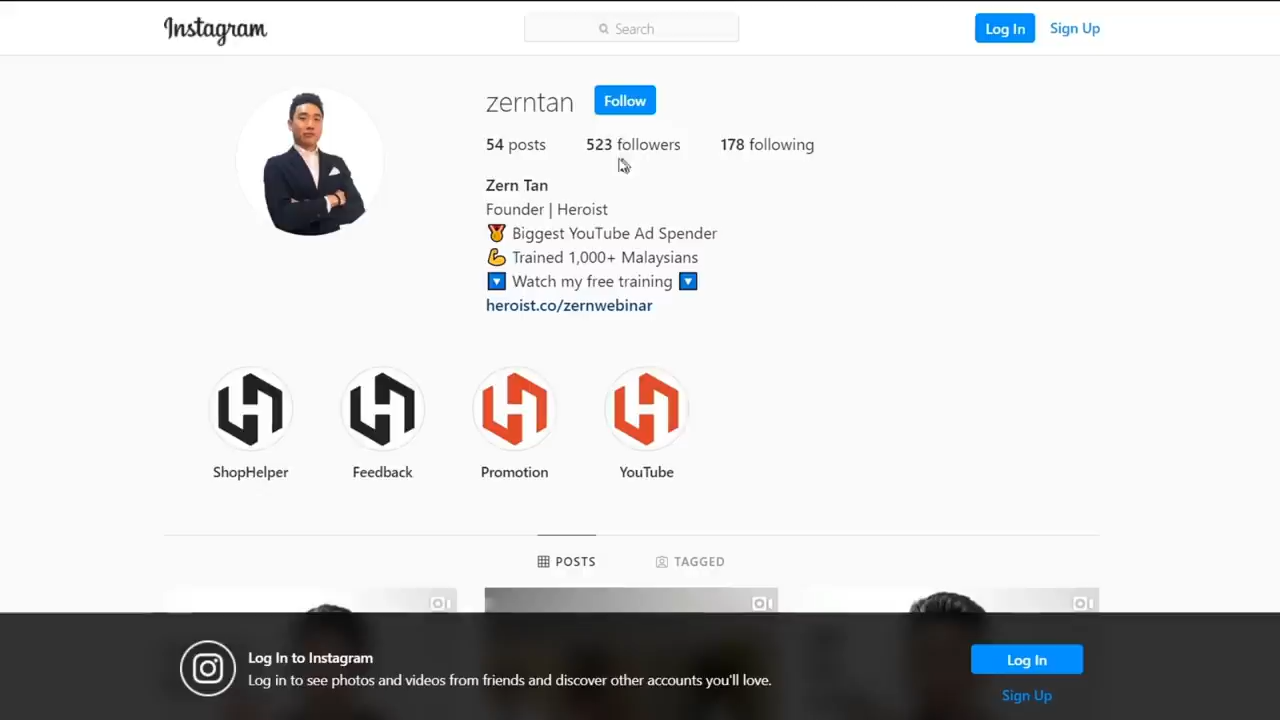 Instagram
Search
Log In
Sign Up
zerntan
Follow
54 posts
523 followers
178 following
Zern Tan
Founder | Heroist
🏅 Biggest YouTube Ad Spender
💪 Trained 1,000+ Malaysians
🔽 Watch my free training 🔽
heroist.co/zernwebinar
ShopHelper
Feedback
Promotion
YouTube
POSTS
TAGGED
Log In to Instagram
Log in to see photos and videos from friends and discover other accounts you'll love.
Log In
Sign Up